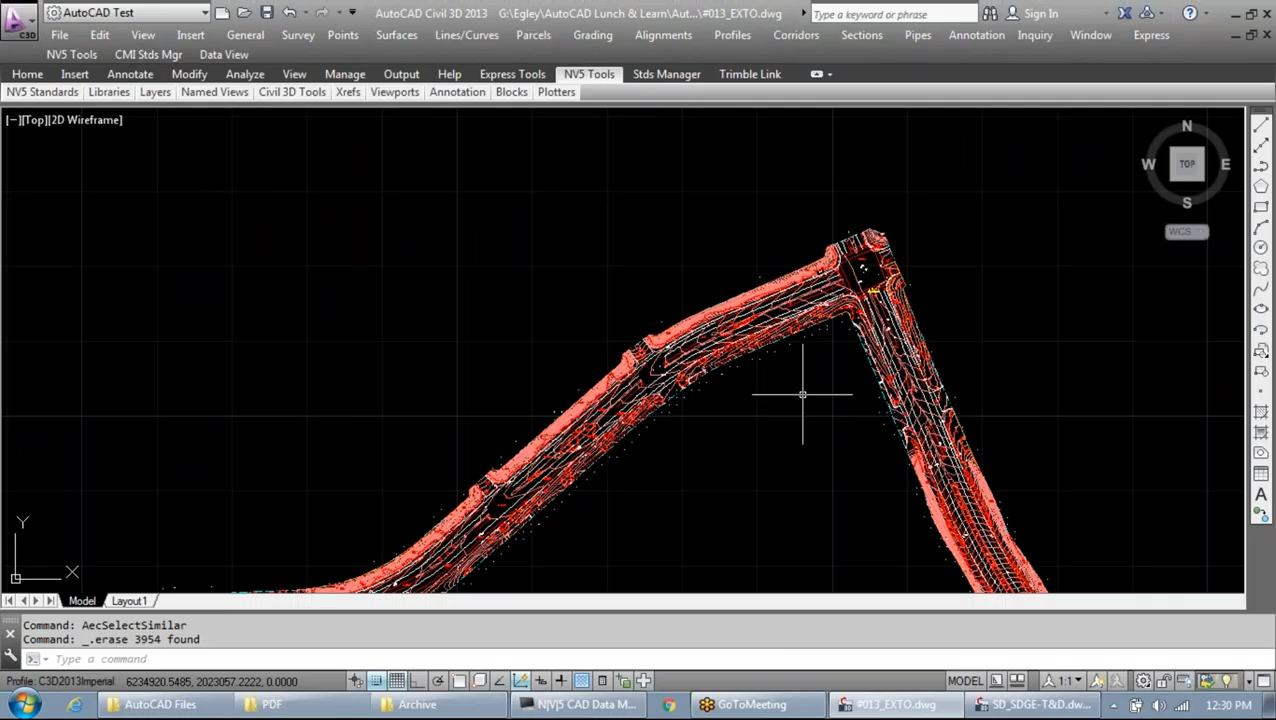 AutoCAD Test
AutoCAD Civil 3D 2013 G:\Egley\AutoCAD Lunch & Learn\Aut...\#013_EXTO.dwg
Type a keyword or phrase
Sign In
C3D
File Edit View Insert General Survey Points Surfaces Lines/Curves Parcels Grading Alignments Profiles Corridors Sections Pipes Annotation Inquiry Window Express
NV5 Tools CMI Stds Mgr Data View
Home Insert Annotate Modify Analyze View Manage Output Help Express Tools NV5 Tools Stds Manager Trimble Link
NV5 Standards Libraries Layers Named Views Civil 3D Tools Xrefs Viewports Annotation Blocks Plotters
[−][Top][2D Wireframe]
N
W TOP E
S
WCS
Y
X
Model Layout1
Command: AecSelectSimilar
Command: _.erase 3954 found
Type a command
Profile: C3D2013Imperial 6234920.5485, 2023057.2222, 0.0000
MODEL 1:1
AutoCAD Files PDF Archive N|V|5 CAD Data M... GoToMeeting #013_EXTO.dwg SD_SDGE-T&D.dw... 12:30 PM